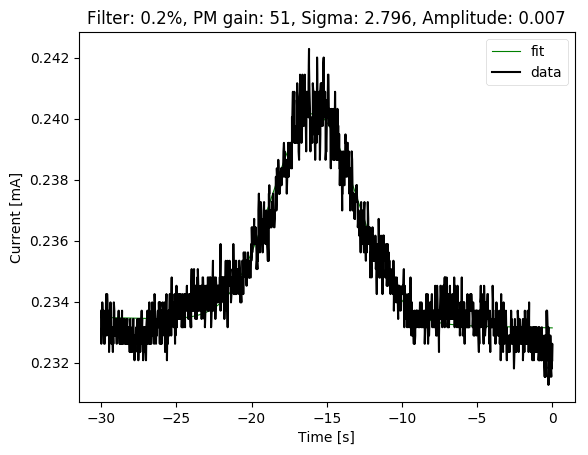 Filter: 0.2%, PM gain: 51, Sigma: 2.796, Amplitude: 0.007
fit
data
0.242
0.240
0.238
0.236
0.234
0.232
Current [mA]
−30
−25
−20
−15
−10
−5
0
Time [s]